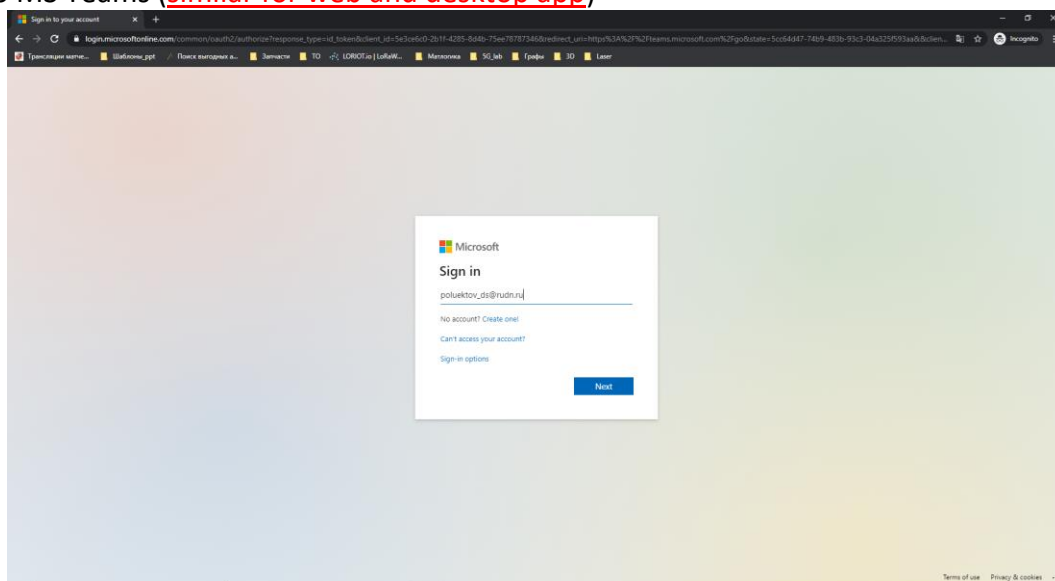 MS Teams (similar for web and desktop app)
Sign in to your account
login.microsoftonline.com/common/oauth2/authorize?response_type=id_token&client_id=5e3ce6c0-2b1f-4285-8d4b-75ee78787346&redirect_uri=https%3A%2F%2Fteams.microsoft.com%2Fgo&state=5cc64d47-74b9-483b-93c3-04a325f593aa&&clien... Incognito
Трансляции матче... Шаблоны_ppt Поиск выгодных а... Запчасти ТО LORIOT.io | LoRaW... Матлогика 5G_lab Графы 3D Laser
Microsoft
Sign in
poluektov_ds@rudn.ru
No account? Create one!
Can't access your account?
Sign-in options
Next
Terms of use Privacy & cookies